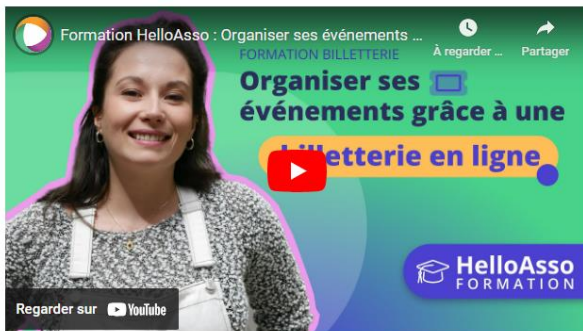 Formation HelloAsso : Organiser ses événements ...
À regarder ...
Partager
FORMATION BILLETTERIE
Organiser ses
événements grâce à une
billetterie en ligne
HelloAsso
FORMATION
Regarder sur YouTube